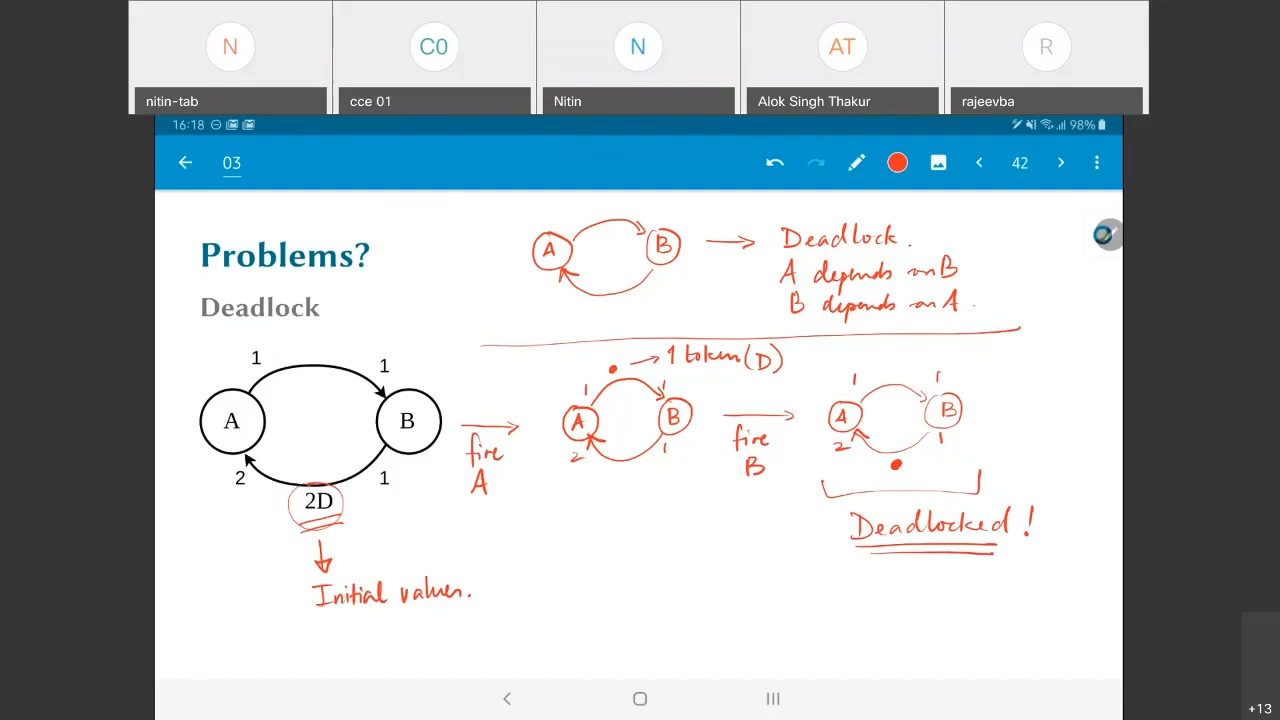 N
C0
N
AT
R
nitin-tab
cce 01
Nitin
Alok Singh Thakur
rajeevba
16:18
98%
03
42
Problems?
Deadlock
A
B
Deadlock.
A depends on B
B depends on A.
1
1
A
B
2
1
2D
Initial values.
fire
A
1 token (D)
1
1
A
B
2
1
fire
B
1
1
A
B
2
1
Deadlocked!
+13